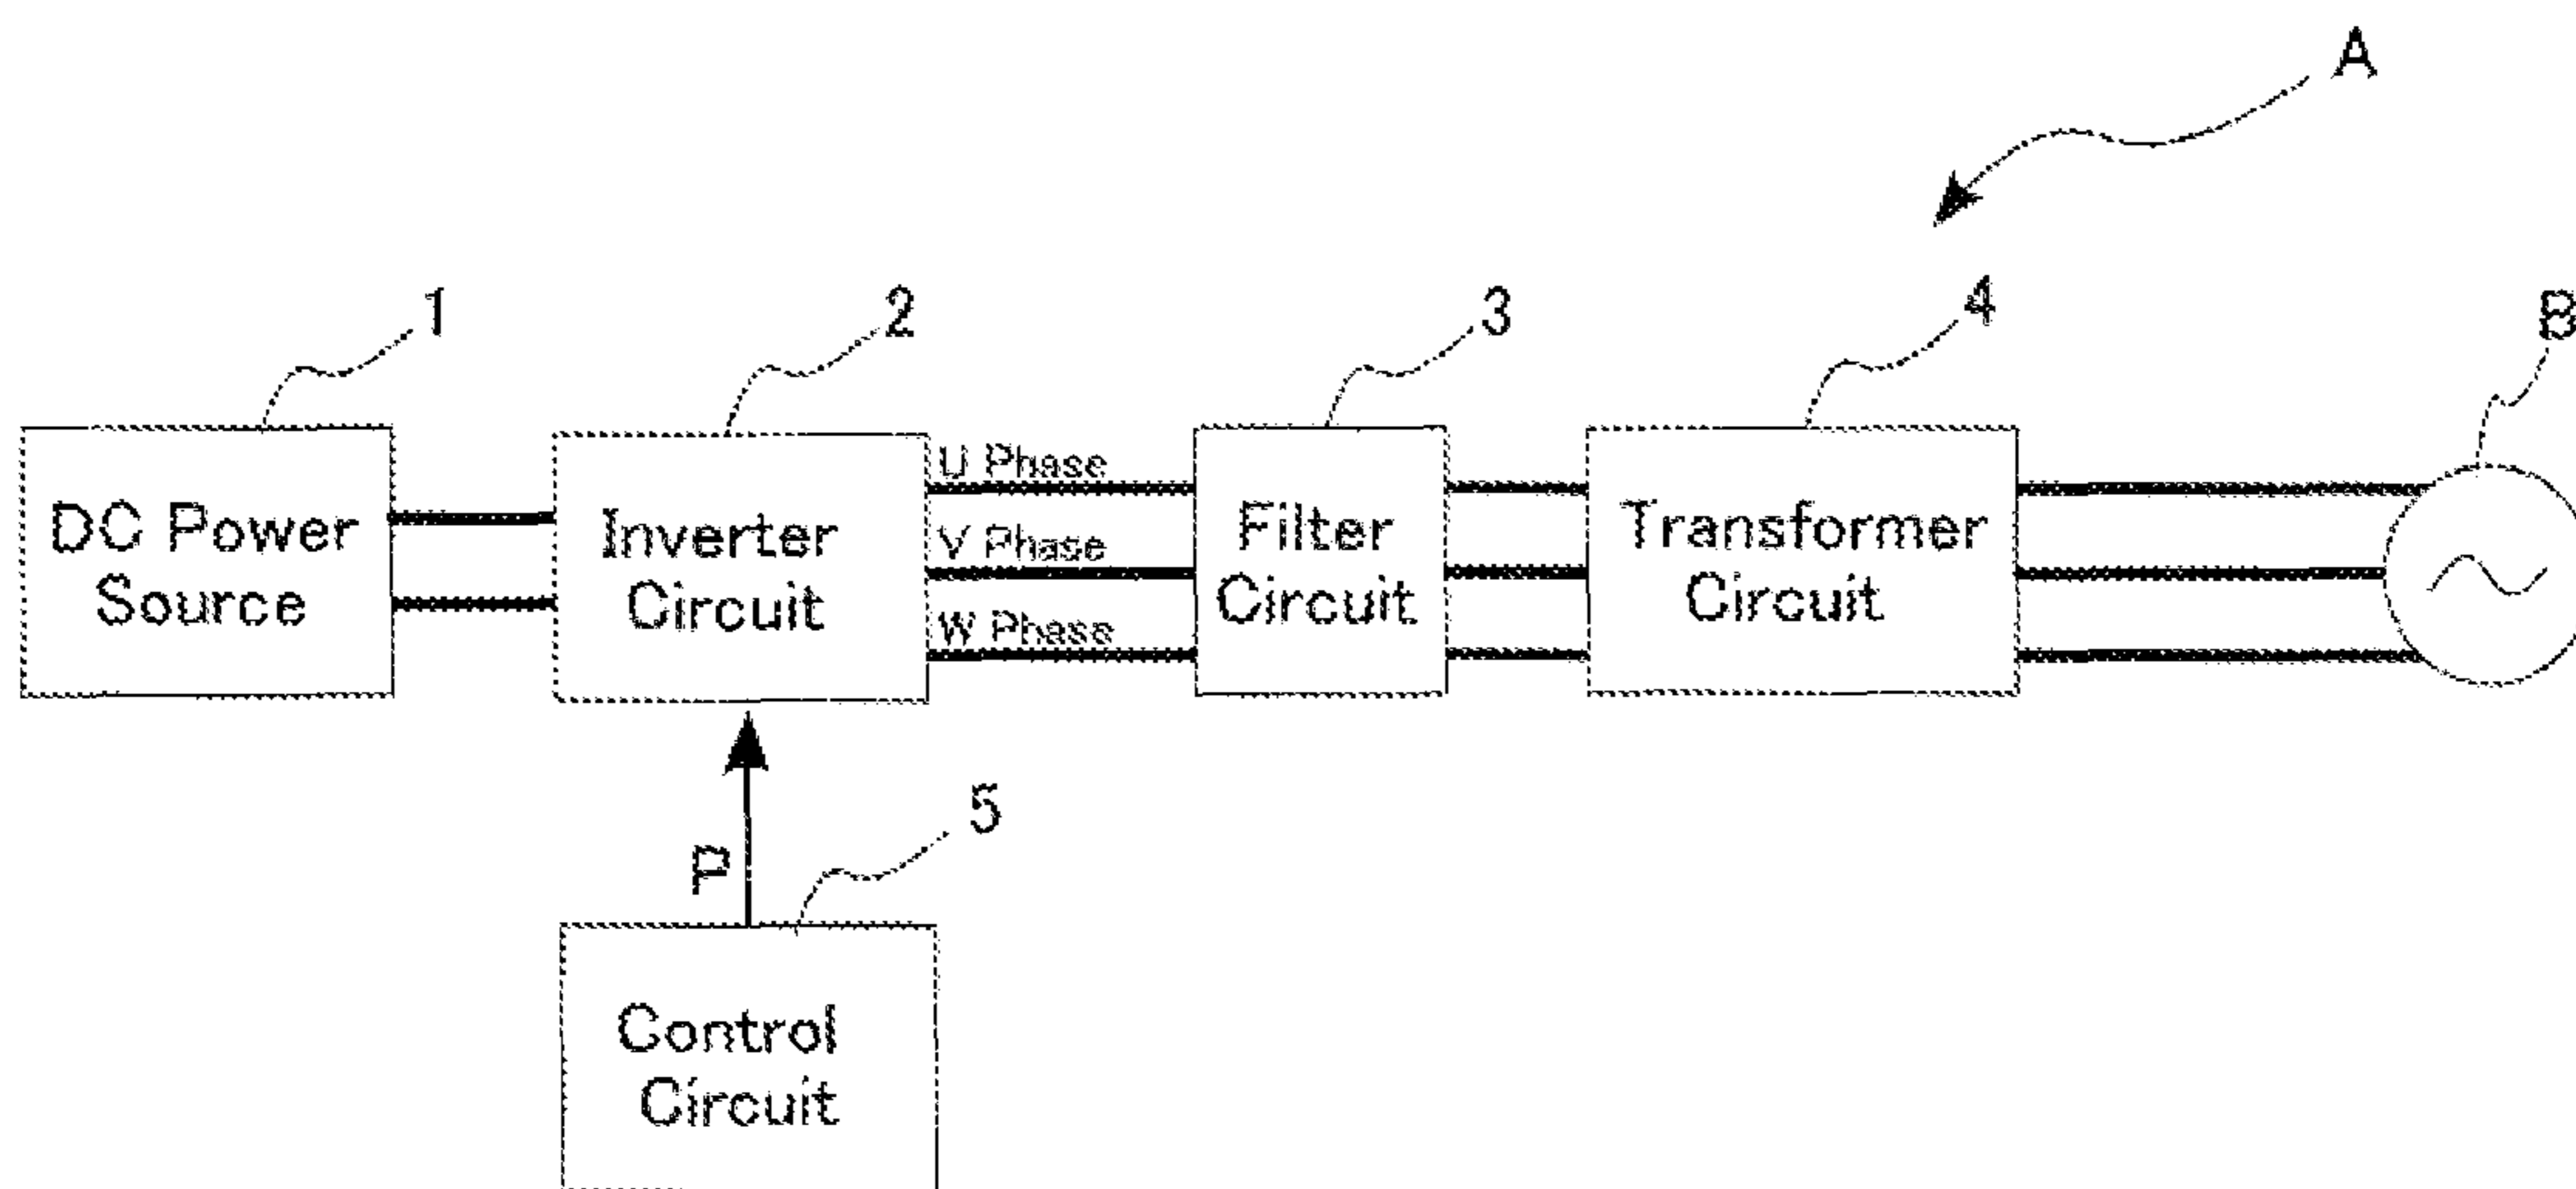 A
1
2
3
4
B
DC Power
Source
Inverter
Circuit
U Phase
V Phase
W Phase
Filter
Circuit
Transformer
Circuit
P
5
Control
Circuit